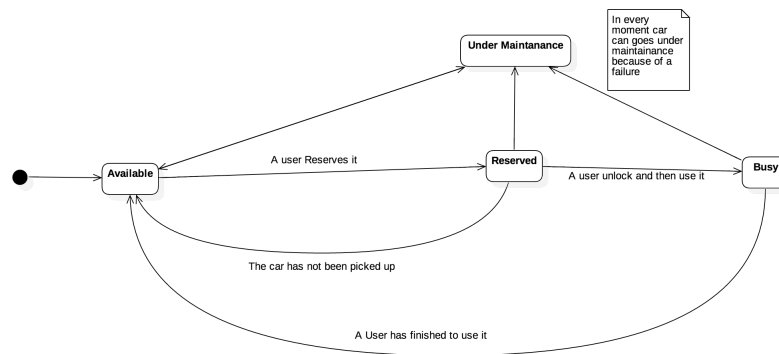 In every
moment car
can goes under
maintainance
because of a
failure
Under Maintanance
Available
A user Reserves it
Reserved
A user unlock and then use it
Busy
The car has not been picked up
A User has finished to use it